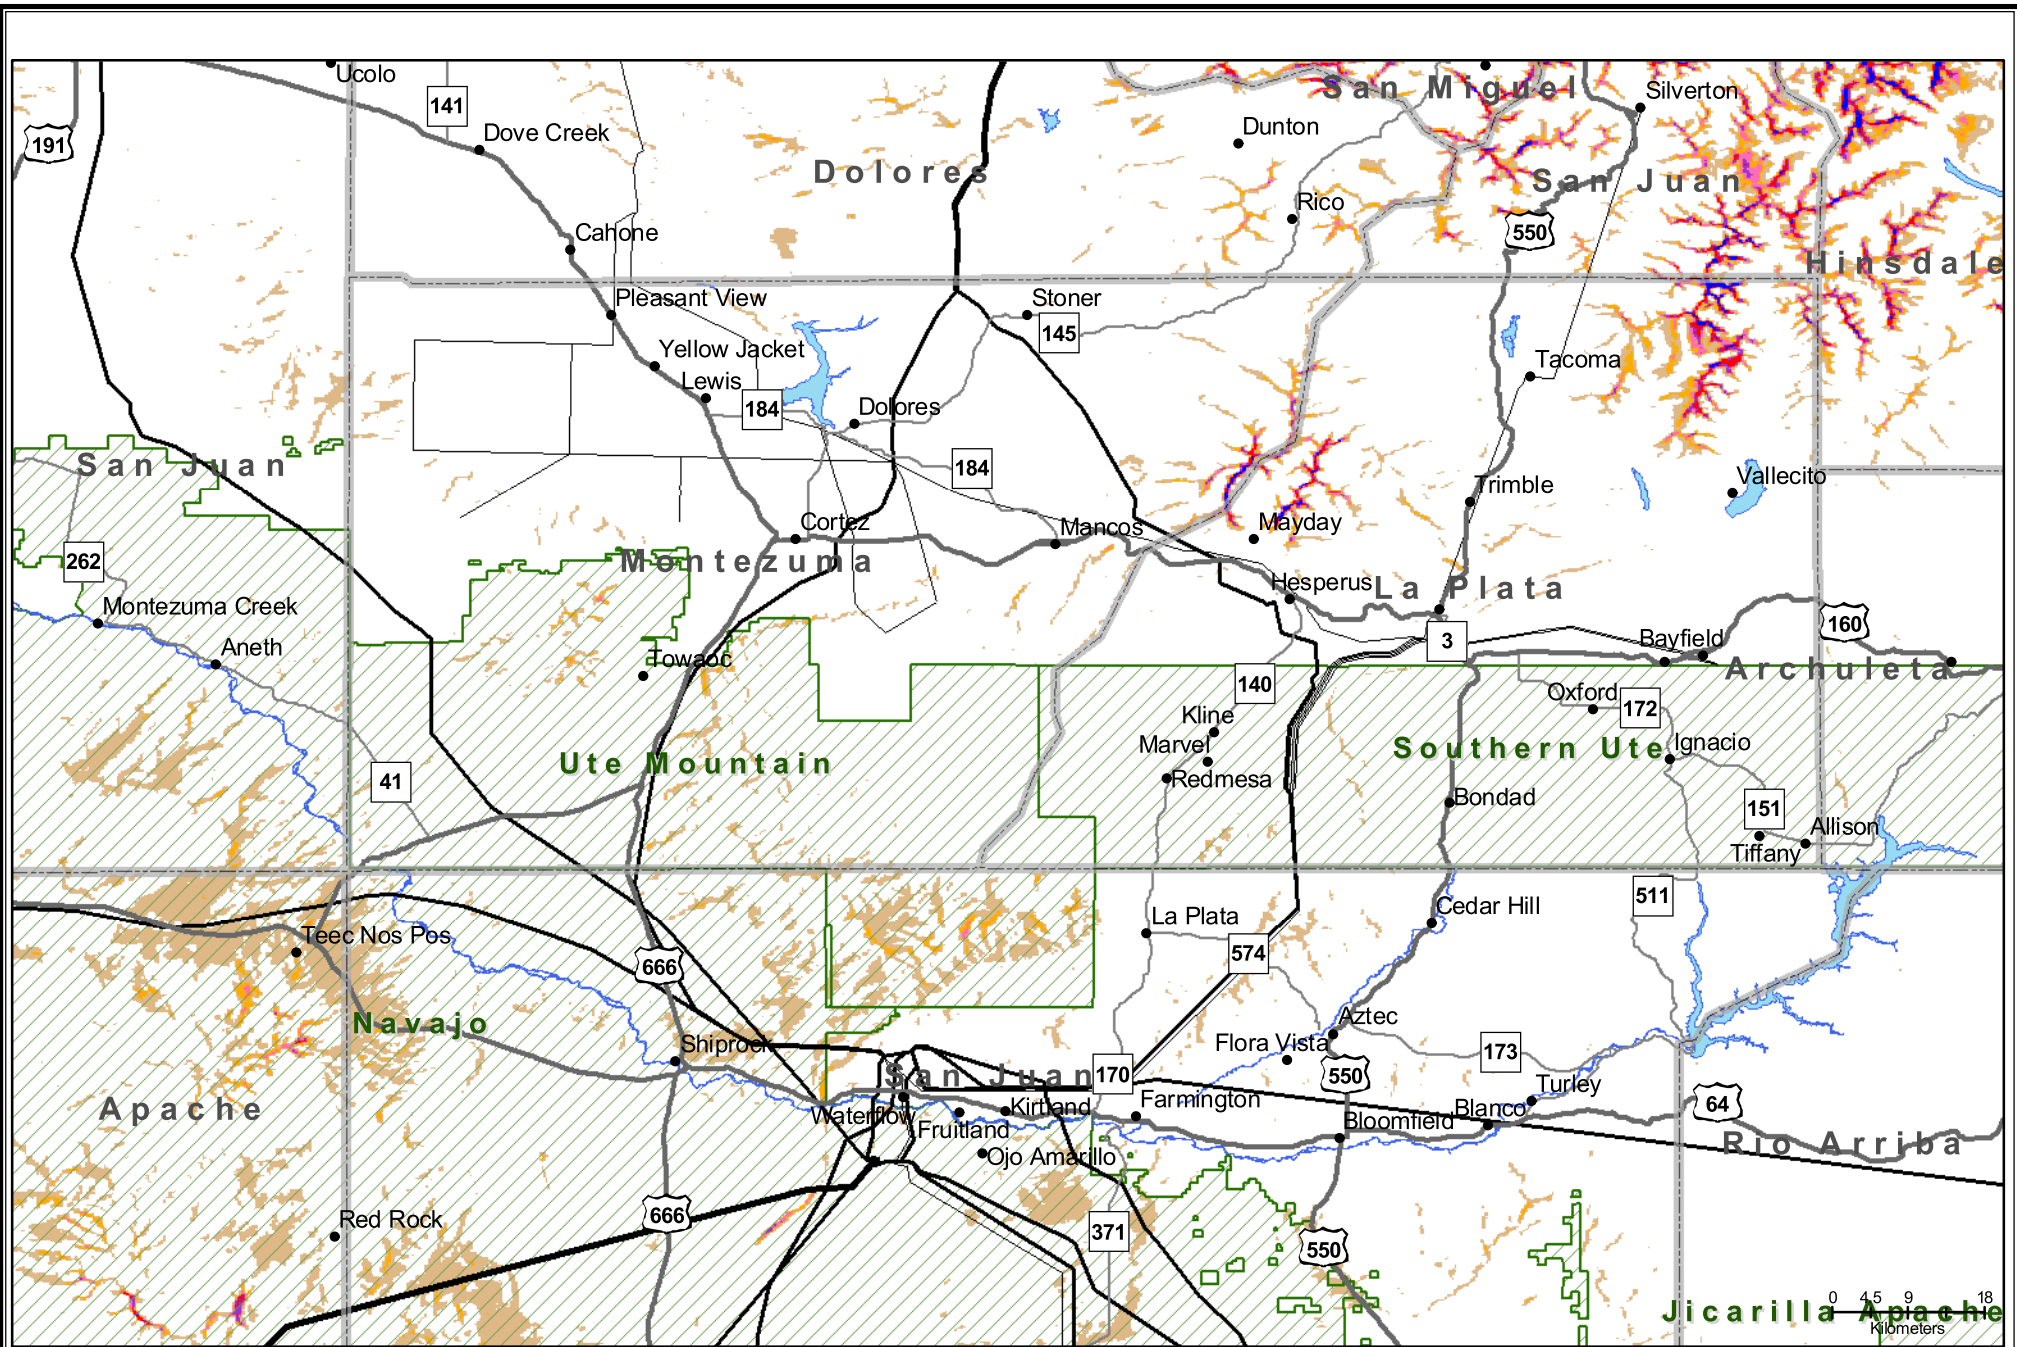 Ucolo
141
191
Dove Creek
San Miguel
Silverton
Dunton
Dolores
San Juan
Rico
550
Cahone
Hinsdale
Pleasant View
Stoner
145
Yellow Jacket
Tacoma
Lewis
184
Dolores
San Juan
184
Trimble
Vallecito
Cortez
Mancos
Mayday
262
Montezuma
Hesperus
La Plata
Montezuma Creek
160
Aneth
3
Bayfield
Towaoc
Archuleta
140
Oxford
172
Kline
Marvel
Southern Ute
Ignacio
Ute Mountain
41
Redmesa
Bondad
151
Allison
Tiffany
511
La Plata
Cedar Hill
Teec Nos Pos
574
666
Navajo
Aztec
Shiprock
Flora Vista
173
San Juan
170
550
Turley
Apache
Waterflow
Kirtland
Farmington
Blanco
64
Fruitland
Bloomfield
Rio Arriba
Ojo Amarillo
Red Rock
666
371
550
0 4.5 9 18
Jicarilla Apache
Kilometers